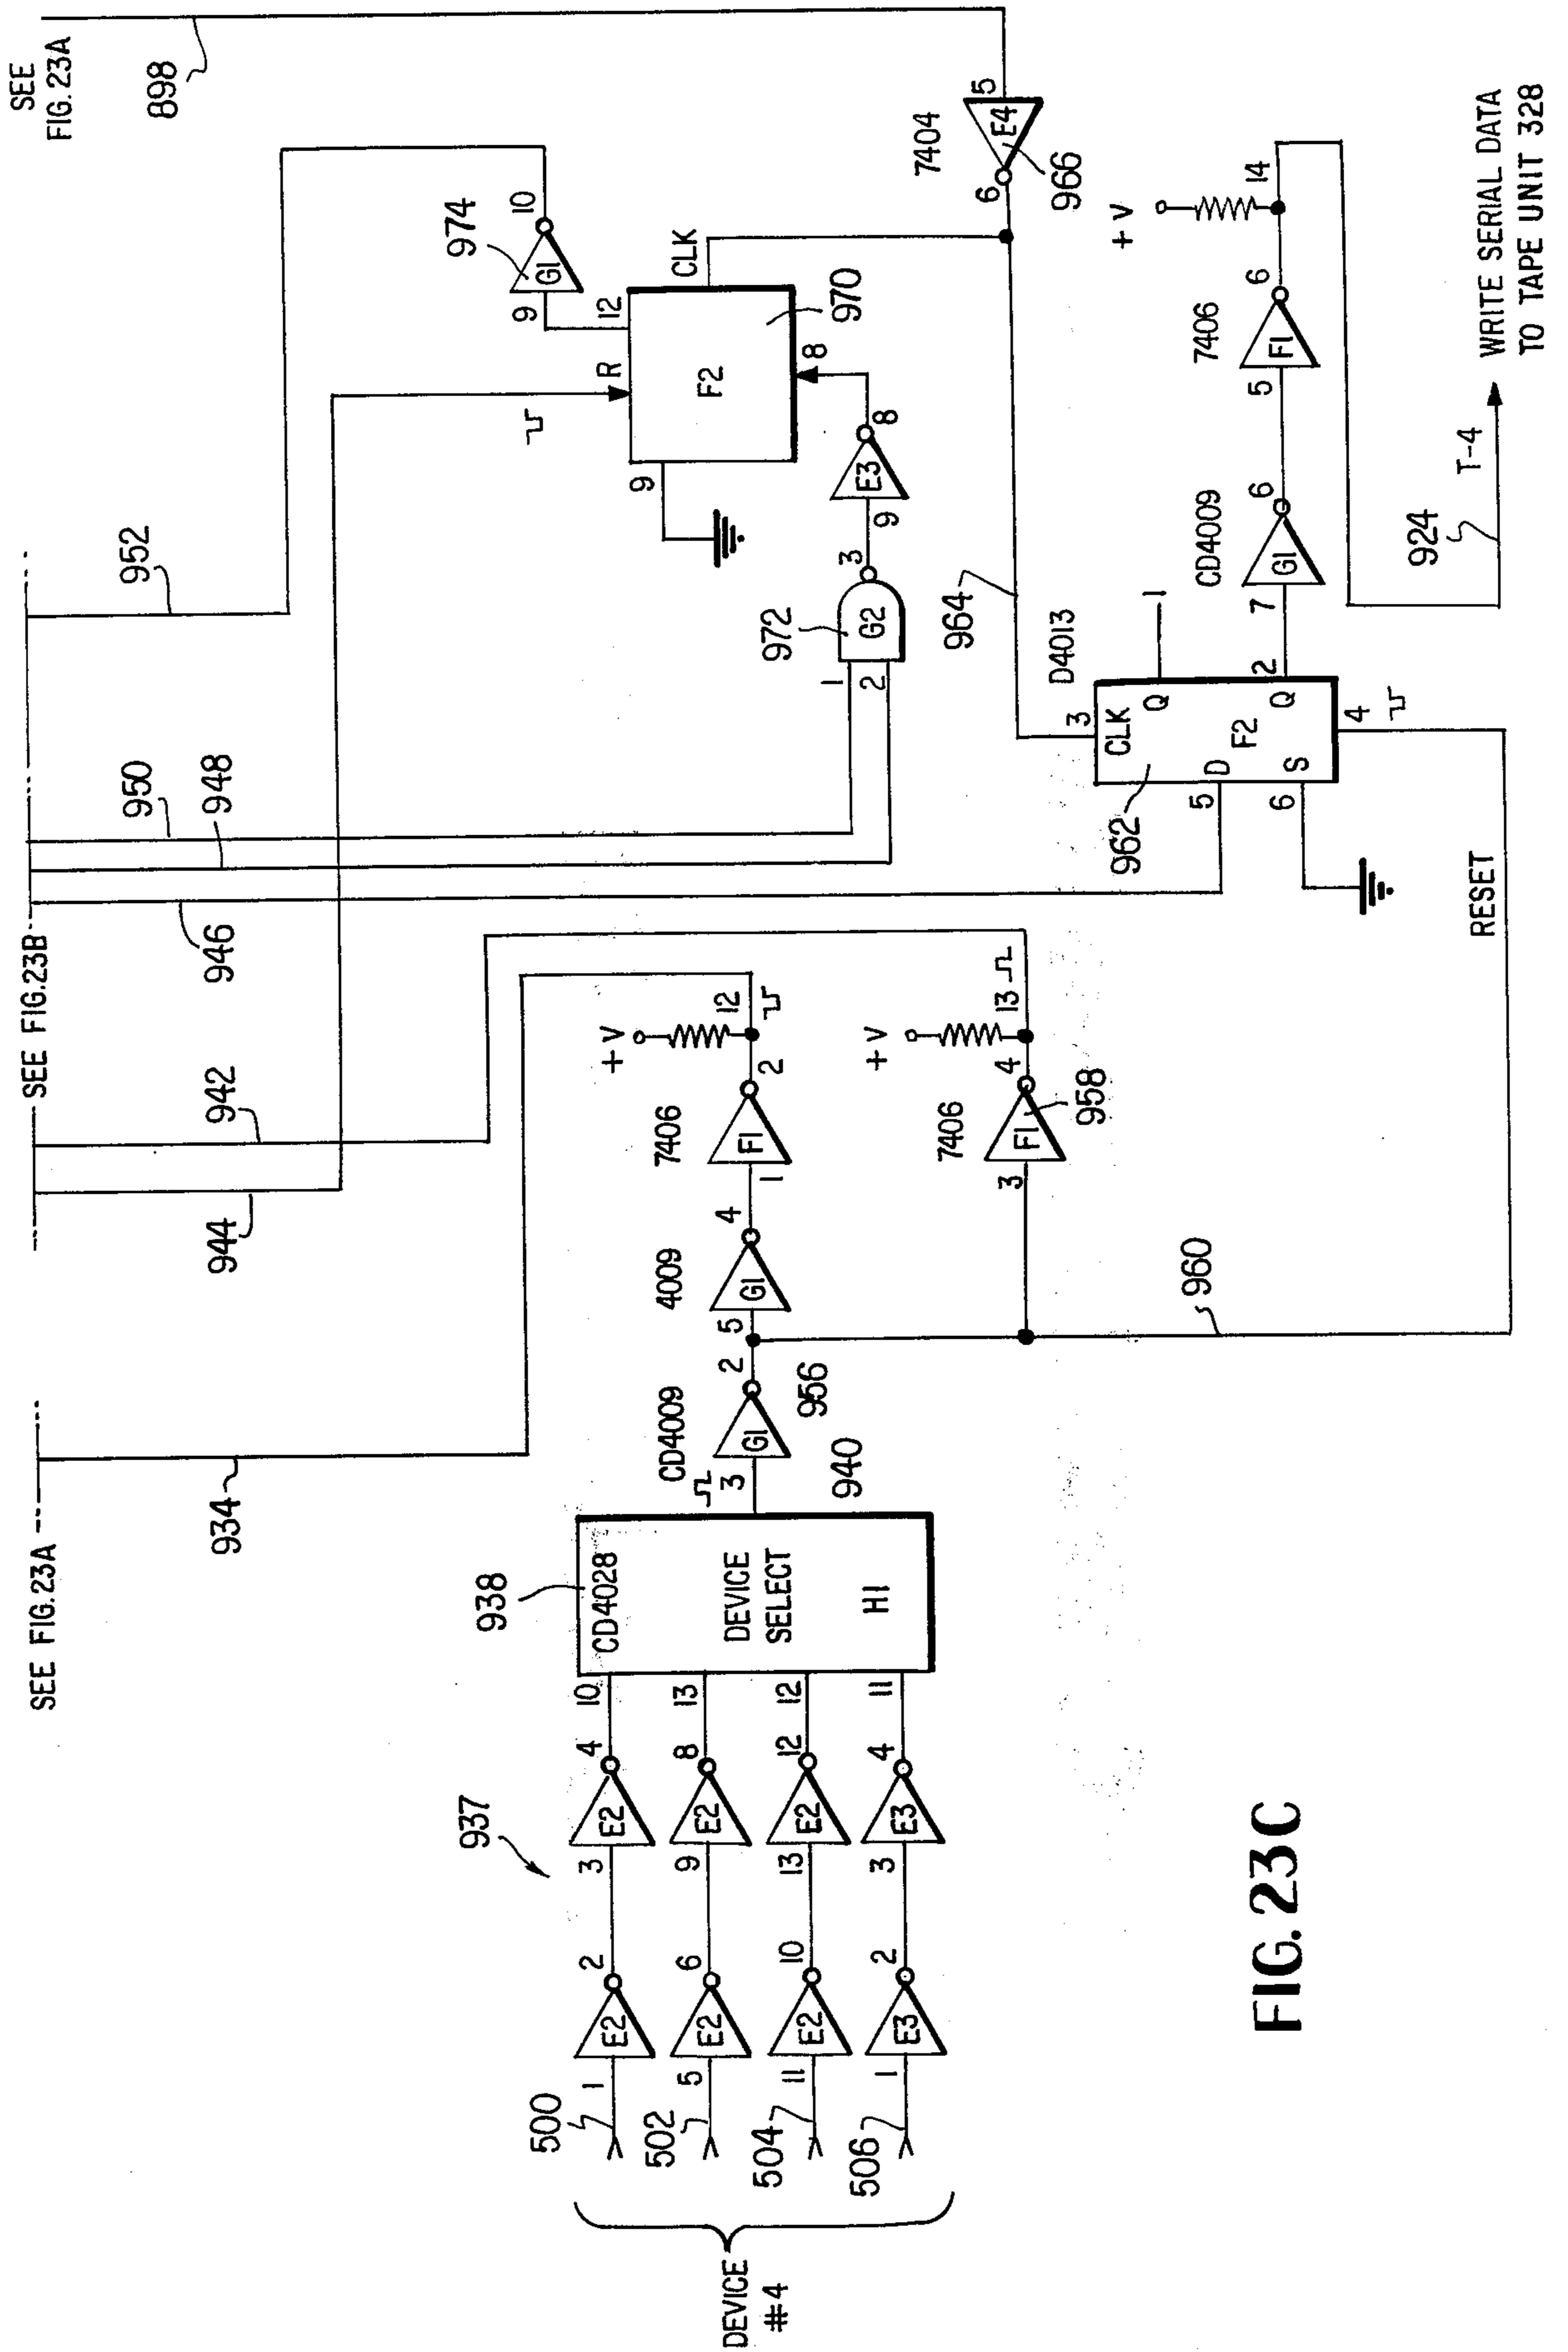 SEE FIG. 23A
934
SEE FIG. 23B
944
942
946
948
950
952
SEE
FIG. 23A
898
DEVICE
#4
500
1
E2
2
3
E2
4
10
502
5
E2
6
9
E2
8
13
504
11
E2
10
13
E2
12
12
506
1
E3
2
3
E3
4
11
937
938
CD4028
DEVICE
SELECT
H1
940
3
CD4009
G1
2
956
5
4009
G1
4
1
7406
F1
2
+V
12
3
7406
F1
4
958
+V
13
960
RESET
1
2
972
G2
3
9
E3
8
8
9
R
F2
12
CLK
970
9
974
G1
10
7404
5
E4
6
966
964
D4013
3
CLK
Q
1
962
5
D
F2
6
S
Q
2
4
7
CD4009
G1
6
5
7406
F1
6
+V
14
924
T-4
WRITE SERIAL DATA
TO TAPE UNIT 328
FIG. 23C